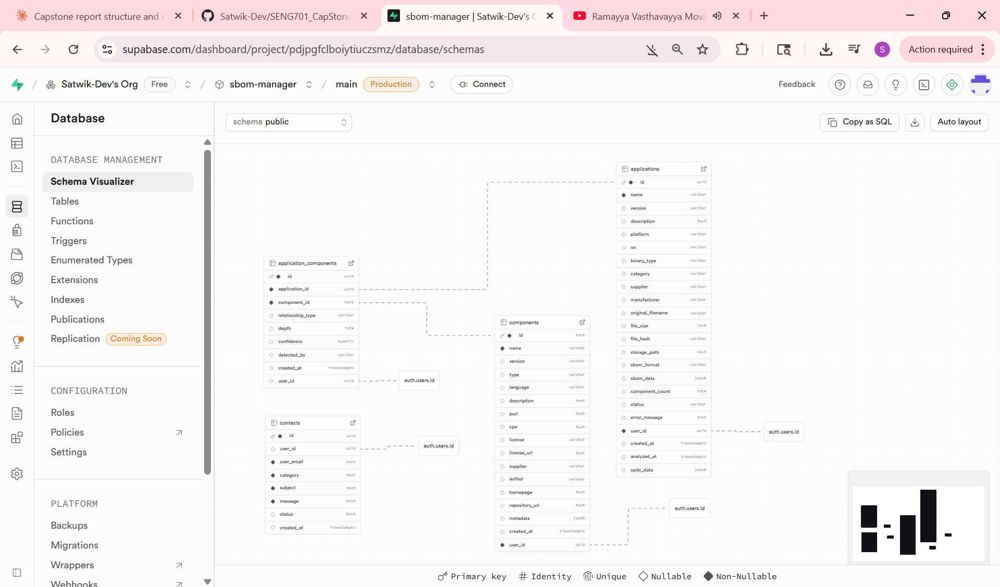 Capstone report structure and r
Satwik-Dev/SENG701_CapStone
sbom-manager | Satwik-Dev's O
Ramayya Vasthavayya Movi
supabase.com/dashboard/project/pdjpgfclboiytiuczsmz/database/schemas
S
Action required
Satwik-Dev's Org
Free
sbom-manager
main
Production
Connect
Feedback
Database
schema public
Copy as SQL
Auto layout
DATABASE MANAGEMENT
Schema Visualizer
Tables
Functions
Triggers
Enumerated Types
Extensions
Indexes
Publications
Replication
Coming Soon
CONFIGURATION
Roles
Policies
Settings
PLATFORM
Backups
Migrations
Wrappers
Webhooks
application_components
id uuid
application_id uuid
component_id text
relationship_type varchar
depth int4
confidence numeric
detected_by varchar
created_at timestamptz
user_id uuid
auth.users.id
contacts
id uuid
user_id uuid
user_email text
category text
subject text
message text
status text
created_at timestamptz
auth.users.id
components
id text
name varchar
version varchar
type varchar
language varchar
description text
purl text
cpe text
license varchar
license_url text
supplier varchar
author varchar
homepage text
repository_url text
metadata jsonb
created_at timestamptz
user_id uuid
auth.users.id
applications
id uuid
name varchar
version varchar
description text
platform varchar
os varchar
binary_type varchar
category varchar
supplier varchar
manufacturer varchar
original_filename varchar
file_size int8
file_hash varchar
storage_path text
sbom_format varchar
sbom_data jsonb
component_count int4
status varchar
error_message text
user_id uuid
created_at timestamptz
analyzed_at timestamptz
spdx_data jsonb
auth.users.id
Primary key
Identity
Unique
Nullable
Non-Nullable